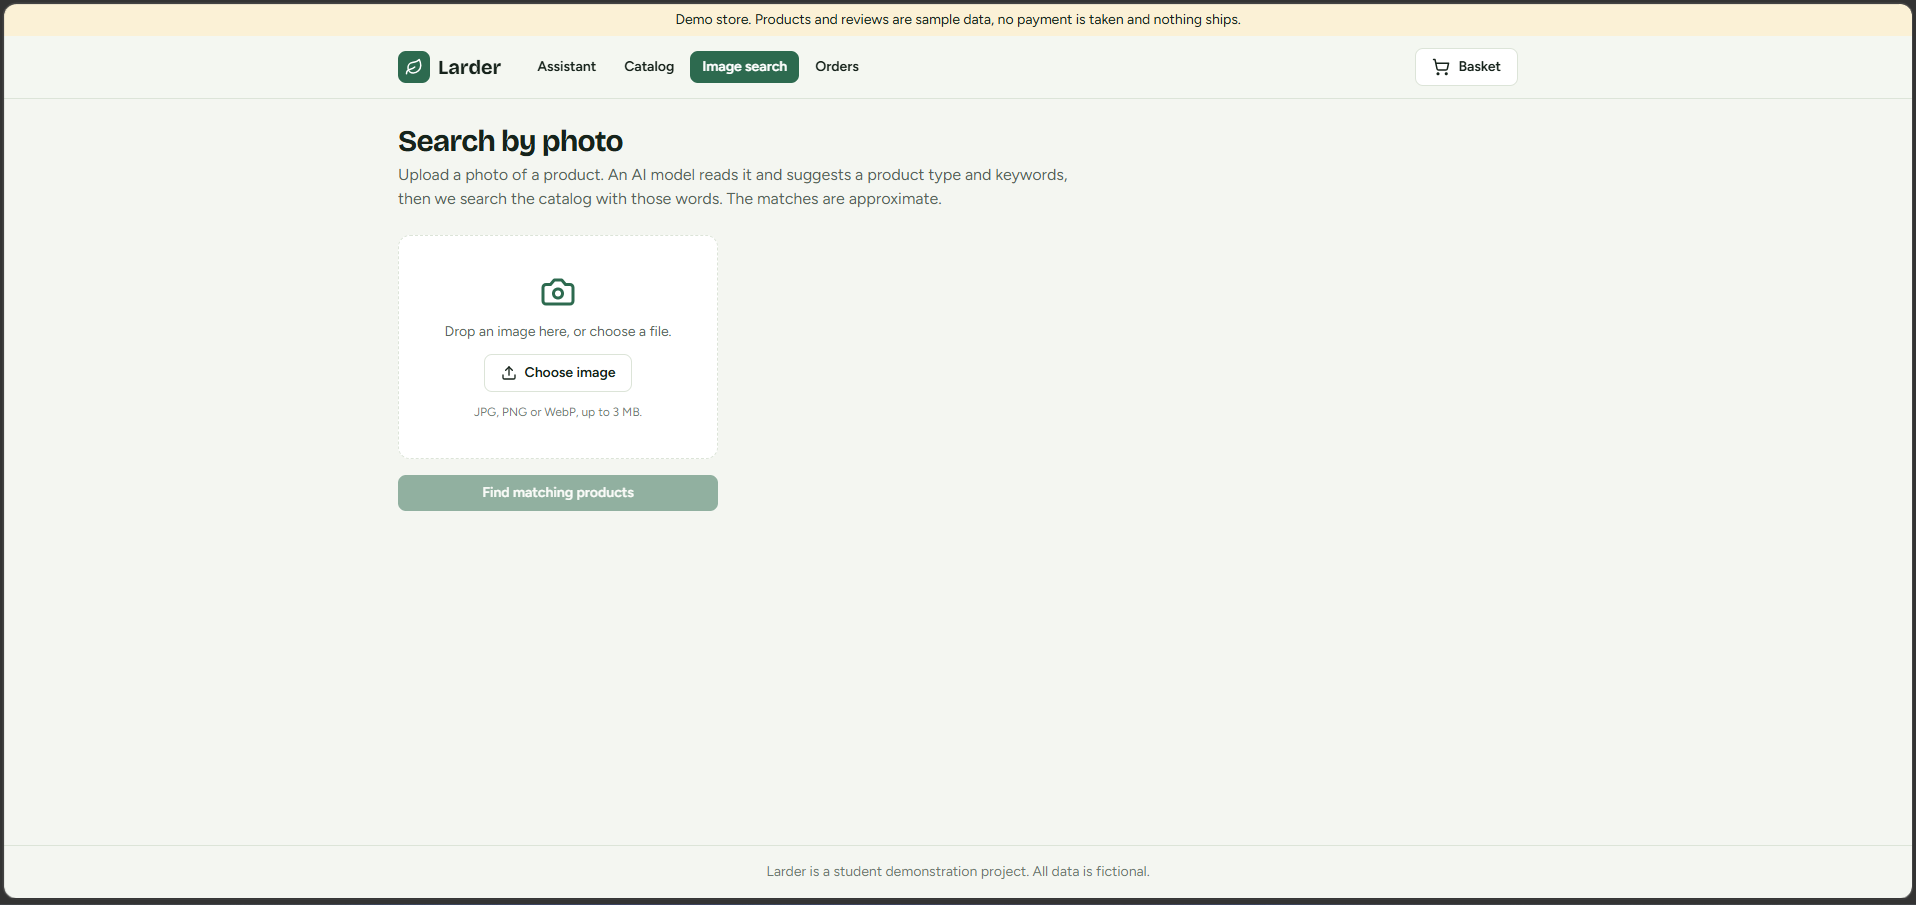 Demo store. Products and reviews are sample data, no payment is taken and nothing ships.
Larder
Assistant
Catalog
Image search
Orders
Basket
Search by photo
Upload a photo of a product. An AI model reads it and suggests a product type and keywords,
then we search the catalog with those words. The matches are approximate.
Drop an image here, or choose a file.
Choose image
JPG, PNG or WebP, up to 3 MB.
Find matching products
Larder is a student demonstration project. All data is fictional.